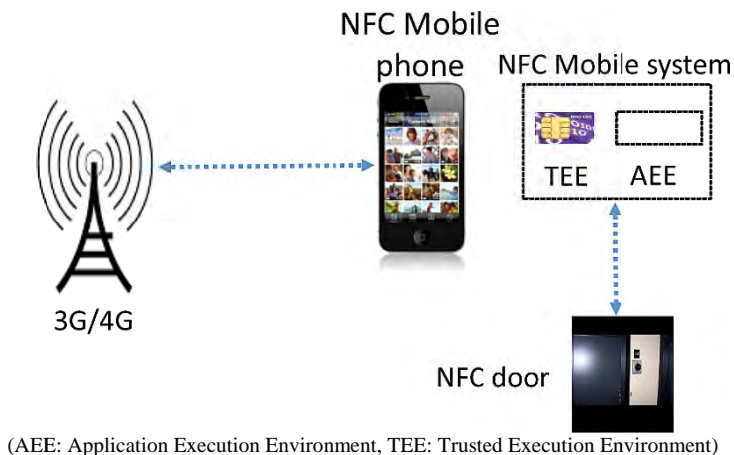 NFC Mobile
phone
NFC Mobile system
TEE
AEE
3G/4G
NFC door
(AEE: Application Execution Environment, TEE: Trusted Execution Environment)